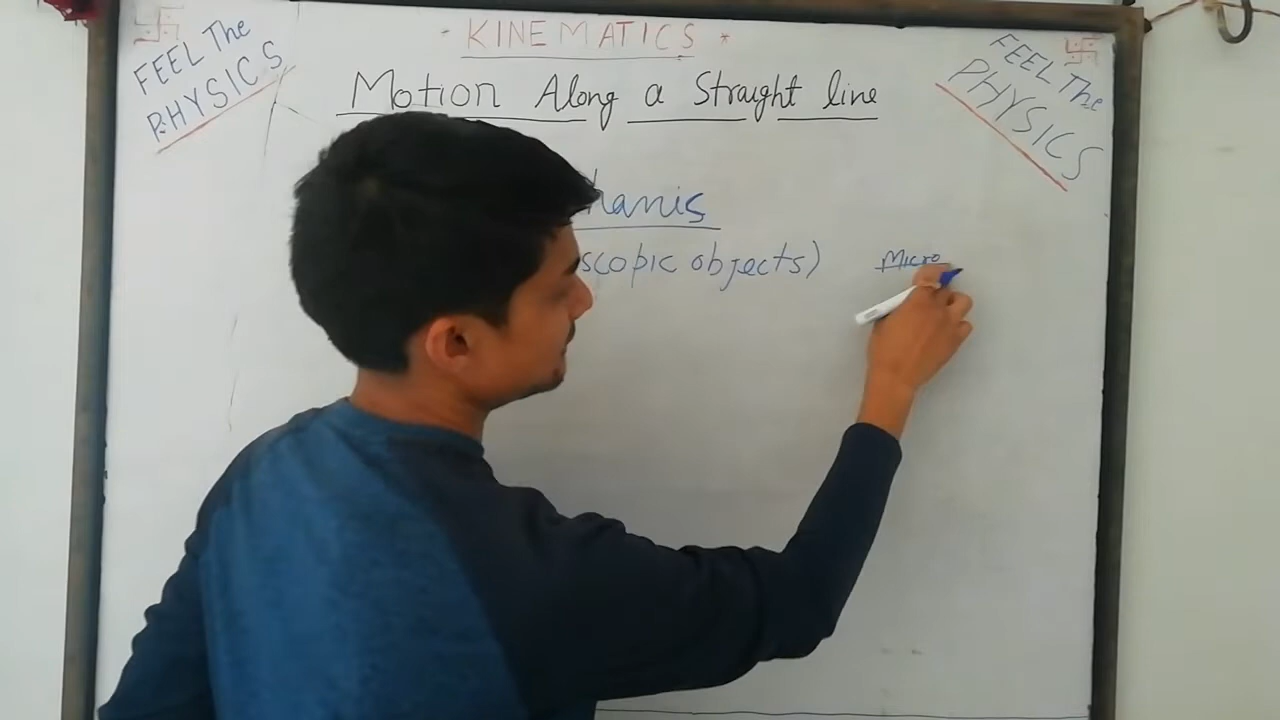 FEEL The
PHYSICS
KINEMATICS
Motion Along a Straight line
FEEL The
PHYSICS
hanis
scopic objects)
Micro